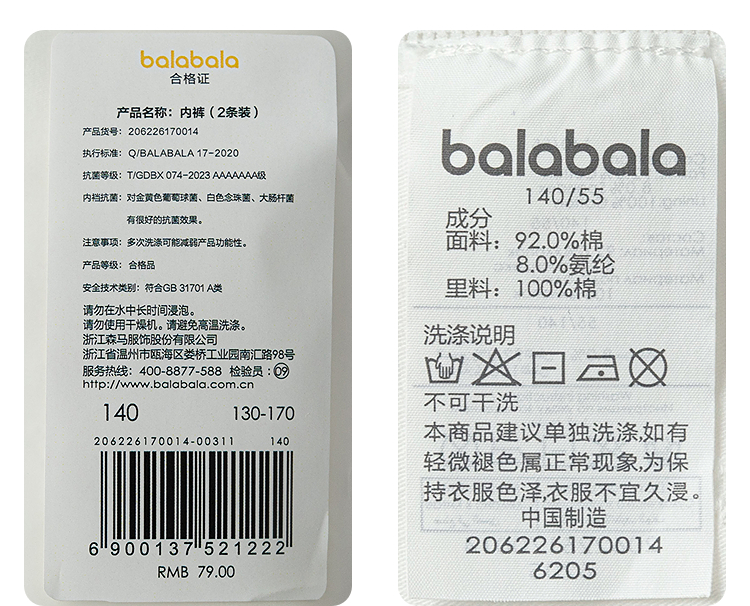 balabala
合格证
产品名称：内裤（2条装）
产品货号：206226170014
执行标准：Q/BALABALA 17-2020
抗菌等级：T/GDBX 074-2023 AAAAAAA级
内裆抗菌：对金黄色葡萄球菌、白色念珠菌、大肠杆菌
有很好的抗菌效果。
注意事项：多次洗涤可能减弱产品功能性。
产品等级：合格品
安全技术类别：符合GB 31701 A类
请勿在水中长时间浸泡。
请勿使用干燥机。请避免高温洗涤。
浙江森马服饰股份有限公司
浙江省温州市瓯海区娄桥工业园南汇路98号
服务热线：400-8877-588 检验员：09
http://www.balabala.com.cn
140 130-170
206226170014-00311 140
6 900137 521222
RMB 79.00
balabala
140/55
成分
面料：92.0%棉
8.0%氨纶
里料：100%棉
洗涤说明
不可干洗
本商品建议单独洗涤,如有
轻微褪色属正常现象,为保
持衣服色泽,衣服不宜久浸。
中国制造
206226170014
6205